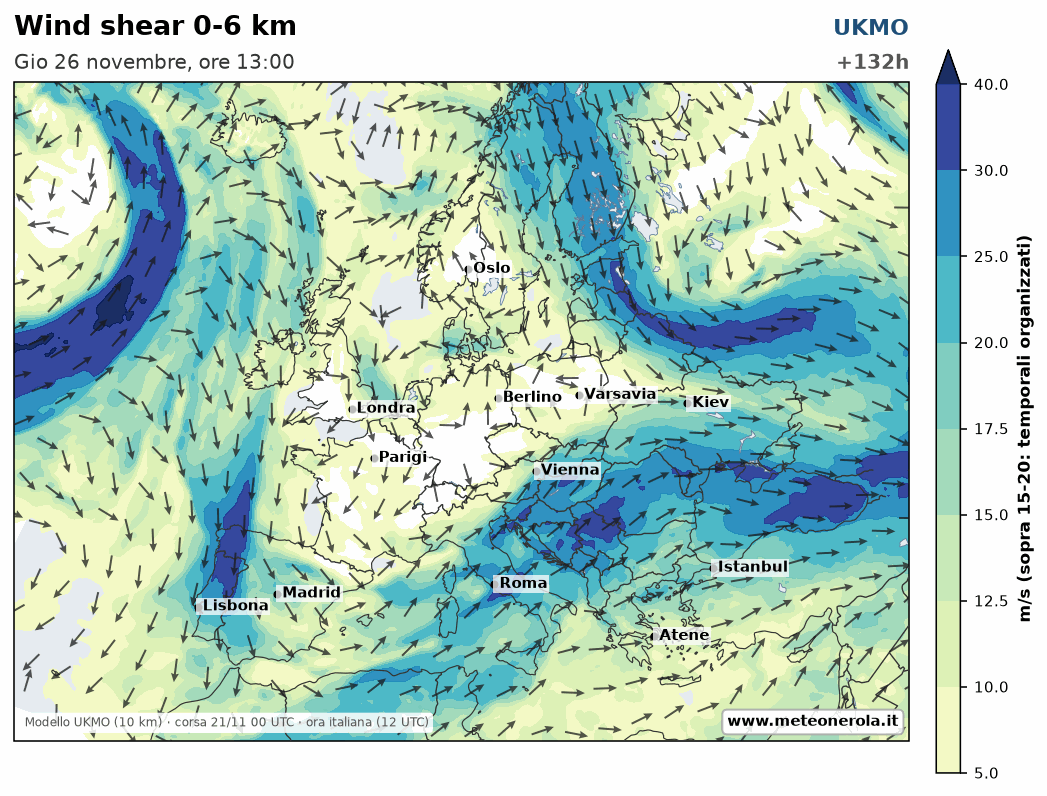 Wind shear 0-6 km
UKMO
Gio 26 novembre, ore 13:00
+132h
40.0
30.0
25.0
20.0
17.5
15.0
12.5
10.0
5.0
m/s (sopra 15-20: temporali organizzati)
Oslo
Berlino
Varsavia
Kiev
Londra
Parigi
Vienna
Istanbul
Roma
Madrid
Lisbona
Atene
Modello UKMO (10 km) · corsa 21/11 00 UTC · ora italiana (12 UTC)
www.meteonerola.it